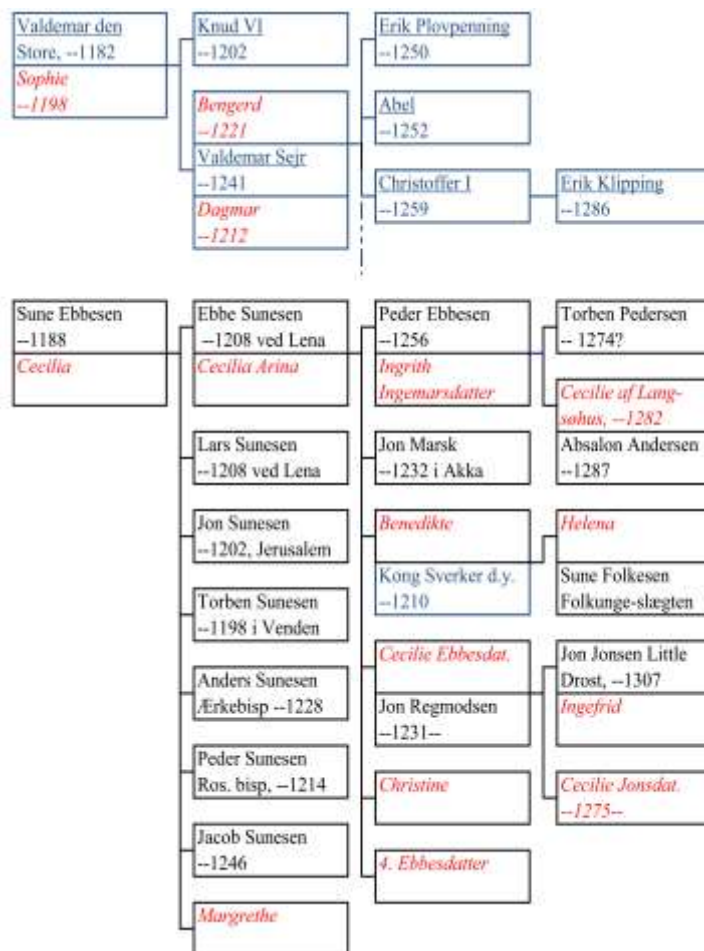 Valdemar den
Store, --1182
Sophie
--1198
Knud VI
--1202
Bengerd
--1221
Valdemar Sejr
--1241
Dagmar
--1212
Erik Plovpenning
--1250
Abel
--1252
Christoffer I
--1259
Erik Klipping
--1286
Sune Ebbesen
--1188
Cecilia
Ebbe Sunesen
--1208 ved Lena
Cecilia Arina
Lars Sunesen
--1208 ved Lena
Jon Sunesen
--1202, Jerusalem
Torben Sunesen
--1198 i Venden
Anders Sunesen
Ærkebisp --1228
Peder Sunesen
Ros. bisp, --1214
Jacob Sunesen
--1246
Margrethe
Peder Ebbesen
--1256
Ingrith
Ingemarsdatter
Jon Marsk
--1232 i Akka
Benedikte
Kong Sverker d.y.
--1210
Cecilie Ebbesdat.
Jon Regmodsen
--1231--
Christine
4. Ebbesdatter
Torben Pedersen
-- 1274?
Cecilie af Lang-
søhus, --1282
Absalon Andersen
--1287
Helena
Sune Folkesen
Folkunge-slægten
Jon Jonsen Little
Drost, --1307
Ingefrid
Cecilie Jonsdat.
--1275--